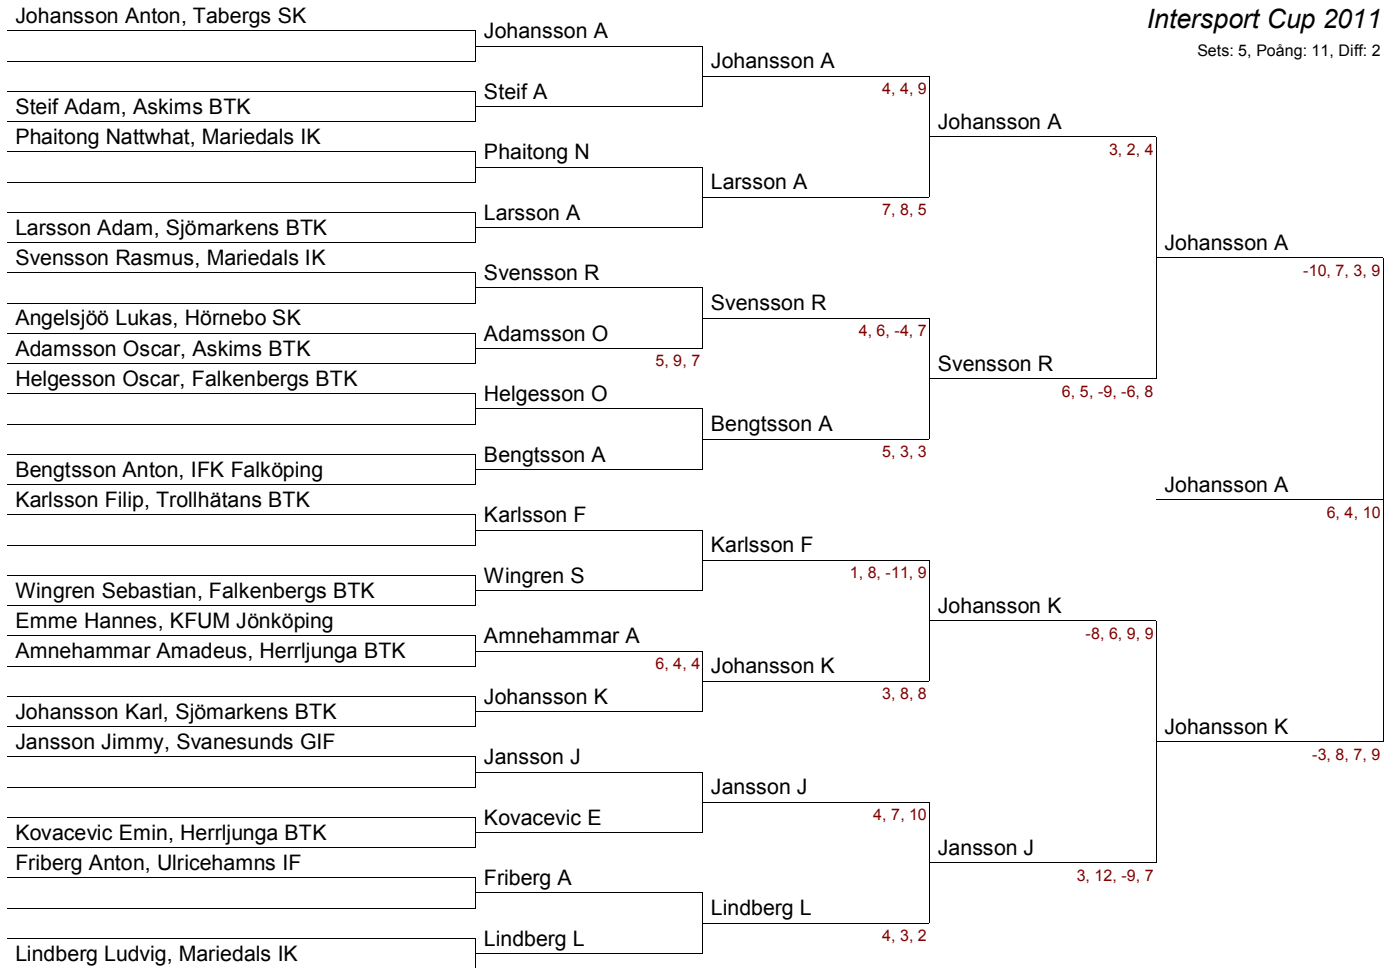 Johansson Anton, Tabergs SK
Intersport Cup 2011
Johansson A
Sets: 5, Poång: 11, Diff: 2
Johansson A
Steif A
4, 4, 9
Steif Adam, Askims BTK
Johansson A
Phaitong Nattwhat, Mariedals IK
Phaitong N
3, 2, 4
Larsson A
Larsson A
7, 8, 5
Larsson Adam, Sjömarkens BTK
Johansson A
Svensson Rasmus, Mariedals IK
Svensson R
-10, 7, 3, 9
Svensson R
Angelsjöö Lukas, Hörnebo SK
Adamsson O
4, 6, -4, 7
Adamsson Oscar, Askims BTK
5, 9, 7
Svensson R
Helgesson Oscar, Falkenbergs BTK
Helgesson O
6, 5, -9, -6, 8
Bengtsson A
Bengtsson A
5, 3, 3
Bengtsson Anton, IFK Falköping
Johansson A
Karlsson Filip, Trollhätans BTK
Karlsson F
6, 4, 10
Karlsson F
Wingren S
1, 8, -11, 9
Wingren Sebastian, Falkenbergs BTK
Johansson K
Emme Hannes, KFUM Jönköping
Amnehammar A
-8, 6, 9, 9
Amnehammar Amadeus, Herrljunga BTK
6, 4, 4
Johansson K
Johansson K
3, 8, 8
Johansson Karl, Sjömarkens BTK
Johansson K
Jansson Jimmy, Svanesunds GIF
Jansson J
-3, 8, 7, 9
Jansson J
Kovacevic E
4, 7, 10
Kovacevic Emin, Herrljunga BTK
Jansson J
Friberg Anton, Ulricehamns IF
Friberg A
3, 12, -9, 7
Lindberg L
Lindberg L
4, 3, 2
Lindberg Ludvig, Mariedals IK